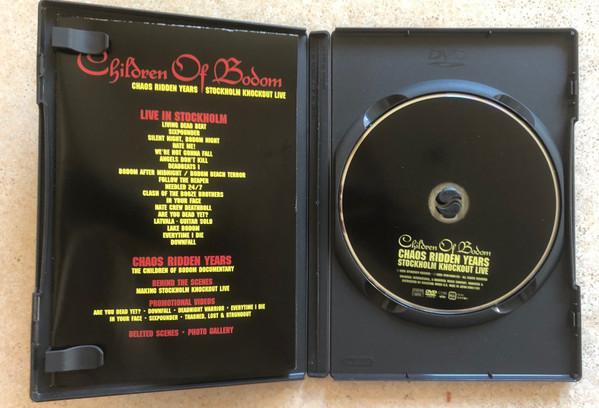 Children Of Bodom
CHAOS RIDDEN YEARS | STOCKHOLM KNOCKOUT LIVE
LIVE IN STOCKHOLM
LIVING DEAD BEAT
SIXPOUNDER
SILENT NIGHT, BODOM NIGHT
HATE ME!
WE'RE NOT GONNA FALL
ANGELS DON'T KILL
DEADBEATS I
BODOM AFTER MIDNIGHT / BODOM BEACH TERROR
FOLLOW THE REAPER
NEEDLED 24/7
CLASH OF THE BOOZE BROTHERS
IN YOUR FACE
HATE CREW DEATHROLL
ARE YOU DEAD YET?
LATVALA - GUITAR SOLO
LAKE BODOM
EVERYTIME I DIE
DOWNFALL
CHAOS RIDDEN YEARS
THE CHILDREN OF BODOM DOCUMENTARY
BEHIND THE SCENES
MAKING STOCKHOLM KNOCKOUT LIVE
PROMOTIONAL VIDEOS
ARE YOU DEAD YET? • DOWNFALL • DEADNIGHT WARRIOR • EVERYTIME I DIE
IN YOUR FACE • SIXPOUNDER • TRASHED, LOST & STRUNGOUT
DELETED SCENES • PHOTO GALLERY
DVD
Children Of Bodom
CHAOS RIDDEN YEARS
STOCKHOLM KNOCKOUT LIVE
DVD